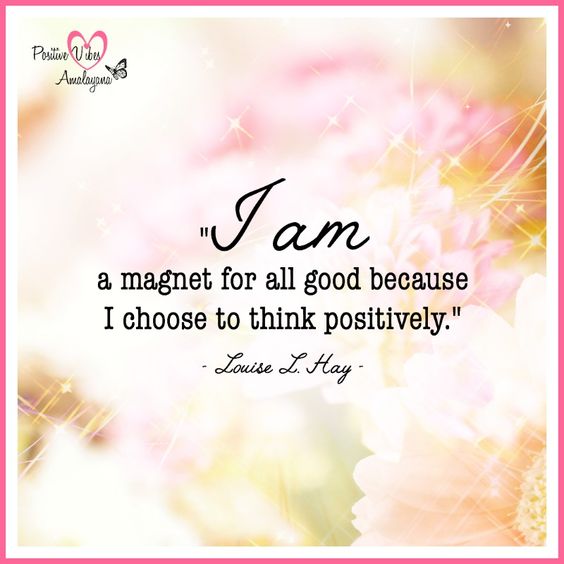 Positive Vibes
Amalayana
"I am
a magnet for all good because
I choose to think positively."
- Louise L. Hay -